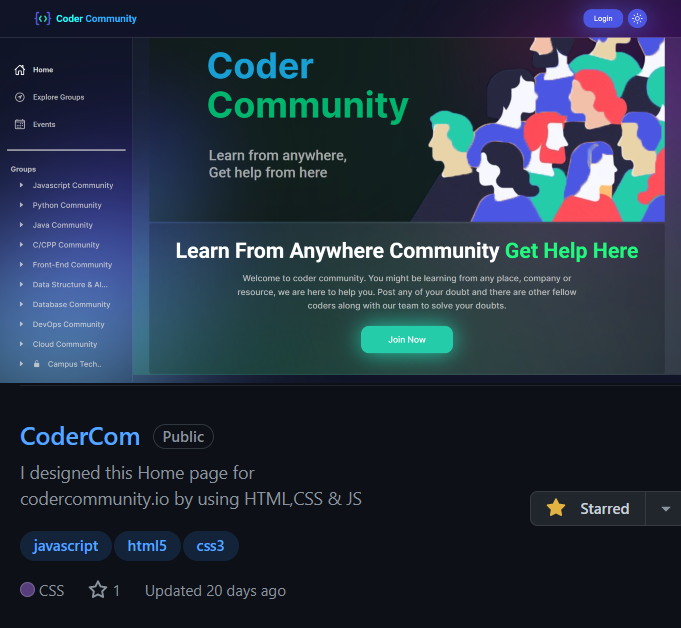 Coder Community
Login
Home
Explore Groups
Events
Groups
Javascript Community
Python Community
Java Community
C/CPP Community
Front-End Community
Data Structure & Al...
Database Community
DevOps Community
Cloud Community
Campus Tech..
Coder
Community
Learn from anywhere,
Get help from here
Learn From Anywhere Community Get Help Here
Welcome to coder community. You might be learning from any place, company or
resource, we are here to help you. Post any of your doubt and there are other fellow
coders along with our team to solve your doubts.
Join Now
CoderCom Public
I designed this Home page for
codercommunity.io by using HTML,CSS & JS
Starred
javascript html5 css3
CSS 1 Updated 20 days ago